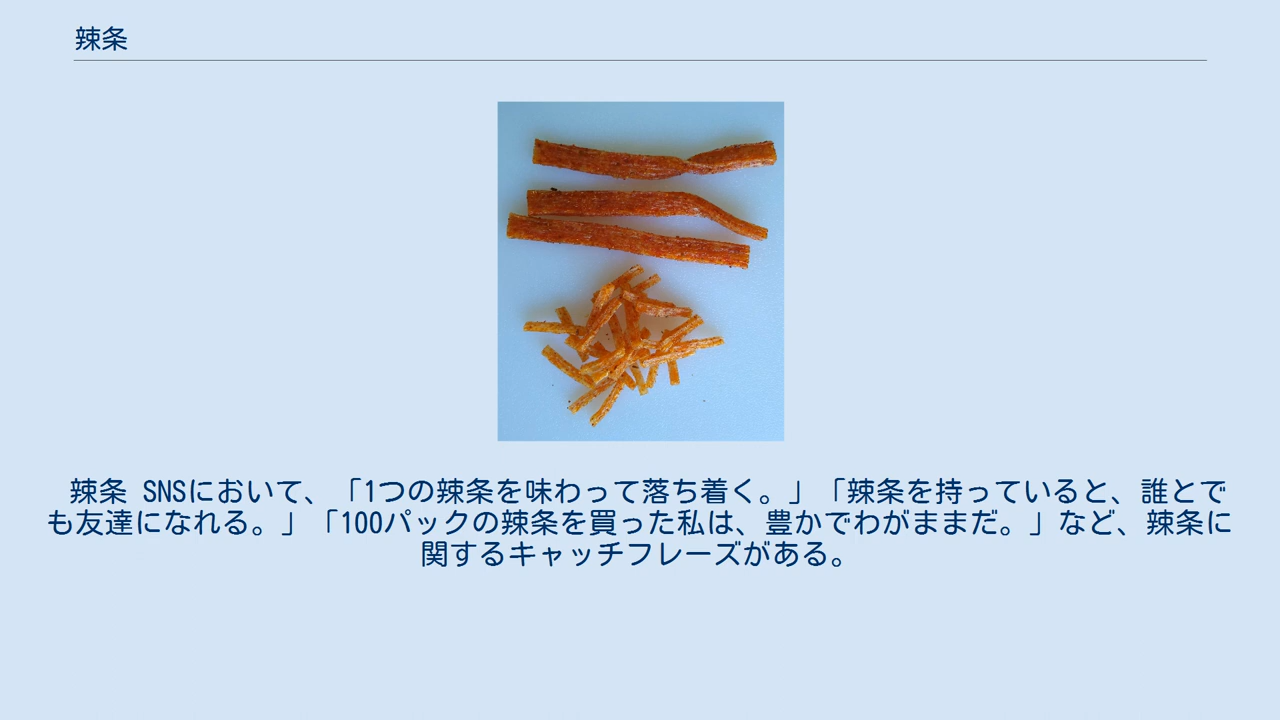 辣条
辣条 SNSにおいて、「1つの辣条を味わって落ち着く。」「辣条を持っていると、誰とで
も友達になれる。」「100パックの辣条を買った私は、豊かでわがままだ。」など、辣条に
関するキャッチフレーズがある。